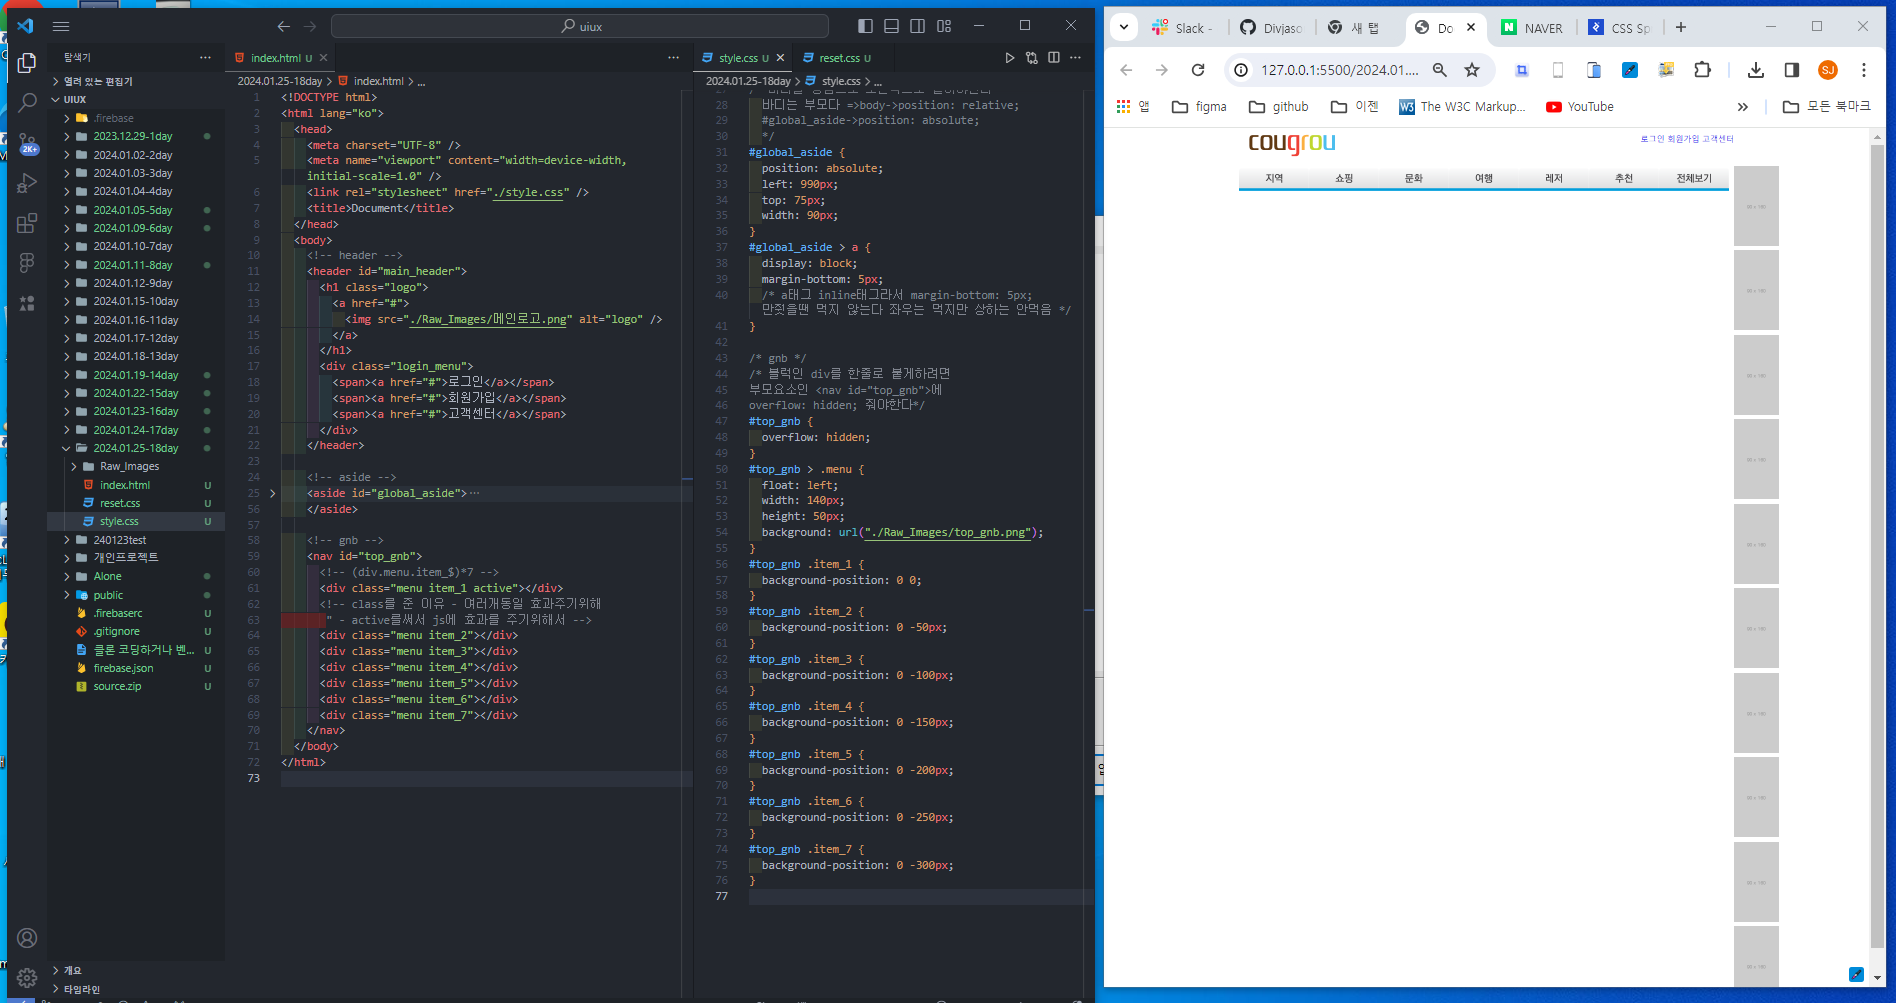 uiux
탐색기
열려 있는 편집기
UIUX
.firebase
2023.12.29-1day
2024.01.02-2day
2024.01.03-3day
2024.01.04-4day
2024.01.05-5day
2024.01.09-6day
2024.01.10-7day
2024.01.11-8day
2024.01.12-9day
2024.01.15-10day
2024.01.16-11day
2024.01.17-12day
2024.01.18-13day
2024.01.19-14day
2024.01.22-15day
2024.01.23-16day
2024.01.24-17day
2024.01.25-18day
Raw_Images
index.html U
reset.css U
style.css U
240123test
개인프로젝트
Alone
public
.firebaserc U
.gitignore U
클론 코딩하거나 벤... U
firebase.json U
source.zip U
개요
타임라인
2K+
index.html U
2024.01.25-18day > index.html > ...
1 <!DOCTYPE html>
2 <html lang="ko">
3 <head>
4 <meta charset="UTF-8" />
5 <meta name="viewport" content="width=device-width,
initial-scale=1.0" />
6 <link rel="stylesheet" href="./style.css" />
7 <title>Document</title>
8 </head>
9 <body>
10 <!-- header -->
11 <header id="main_header">
12 <h1 class="logo">
13 <a href="#">
14 <img src="./Raw_Images/메인로고.png" alt="logo" />
15 </a>
16 </h1>
17 <div class="login_menu">
18 <span><a href="#">로그인</a></span>
19 <span><a href="#">회원가입</a></span>
20 <span><a href="#">고객센터</a></span>
21 </div>
22 </header>
23
24 <!-- aside -->
25 <aside id="global_aside">···
56 </aside>
57
58 <!-- gnb -->
59 <nav id="top_gnb">
60 <!-- (div.menu.item_$)*7 -->
61 <div class="menu item_1 active"></div>
62 <!-- class를 준 이유 - 여러개동일 효과주기위해
63 " - active를써서 js에 효과를 주기위해서 -->
64 <div class="menu item_2"></div>
65 <div class="menu item_3"></div>
66 <div class="menu item_4"></div>
67 <div class="menu item_5"></div>
68 <div class="menu item_6"></div>
69 <div class="menu item_7"></div>
70 </nav>
71 </body>
72 </html>
73
style.css U
reset.css U
2024.01.25-18day > style.css > ...
28 바디는 부모다 =>body->position: relative;
29 #global_aside->position: absolute;
30 */
31 #global_aside {
32 position: absolute;
33 left: 990px;
34 top: 75px;
35 width: 90px;
36 }
37 #global_aside > a {
38 display: block;
39 margin-bottom: 5px;
40 /* a태그 inline태그라서 margin-bottom: 5px;
만짖을땐 먹지 않는다 좌우는 먹지만 상하는 안먹음 */
41 }
42
43 /* gnb */
44 /* 블럭인 div를 한줄로 붙게하려면
45 부모요소인 <nav id="top_gnb">에
46 overflow: hidden; 줘야한다*/
47 #top_gnb {
48 overflow: hidden;
49 }
50 #top_gnb > .menu {
51 float: left;
52 width: 140px;
53 height: 50px;
54 background: url("./Raw_Images/top_gnb.png");
55 }
56 #top_gnb .item_1 {
57 background-position: 0 0;
58 }
59 #top_gnb .item_2 {
60 background-position: 0 -50px;
61 }
62 #top_gnb .item_3 {
63 background-position: 0 -100px;
64 }
65 #top_gnb .item_4 {
66 background-position: 0 -150px;
67 }
68 #top_gnb .item_5 {
69 background-position: 0 -200px;
70 }
71 #top_gnb .item_6 {
72 background-position: 0 -250px;
73 }
74 #top_gnb .item_7 {
75 background-position: 0 -300px;
76 }
77
Slack -
Divjaso
새 탭
Do
NAVER
CSS Sp
127.0.0.1:5500/2024.01....
SJ
앱
figma
github
이젠
W3 The W3C Markup...
YouTube
모든 북마크
cougrou
로그인 회원가입 고객센터
지역 쇼핑 문화 여행 레저 추천 전체보기